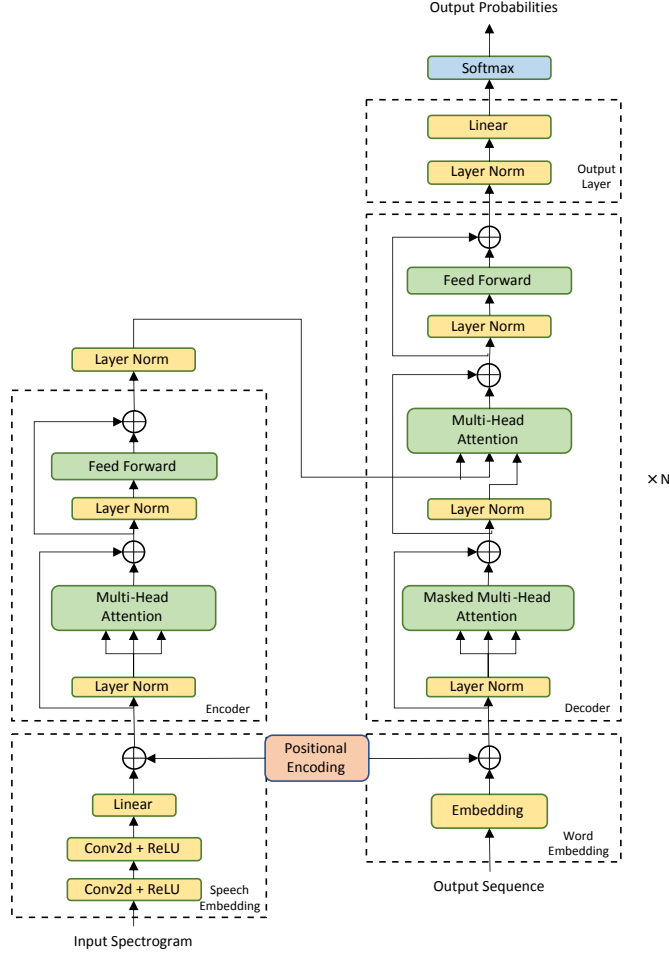 Output Probabilities
Softmax
Linear
Layer Norm
Output
Layer
Feed Forward
Layer Norm
Multi-Head
Attention
Layer Norm
Masked Multi-Head
Attention
Layer Norm
Decoder
× N
Layer Norm
Feed Forward
Layer Norm
Multi-Head
Attention
Layer Norm
Encoder
Positional
Encoding
Linear
Conv2d + ReLU
Conv2d + ReLU
Speech
Embedding
Input Spectrogram
Embedding
Word
Embedding
Output Sequence